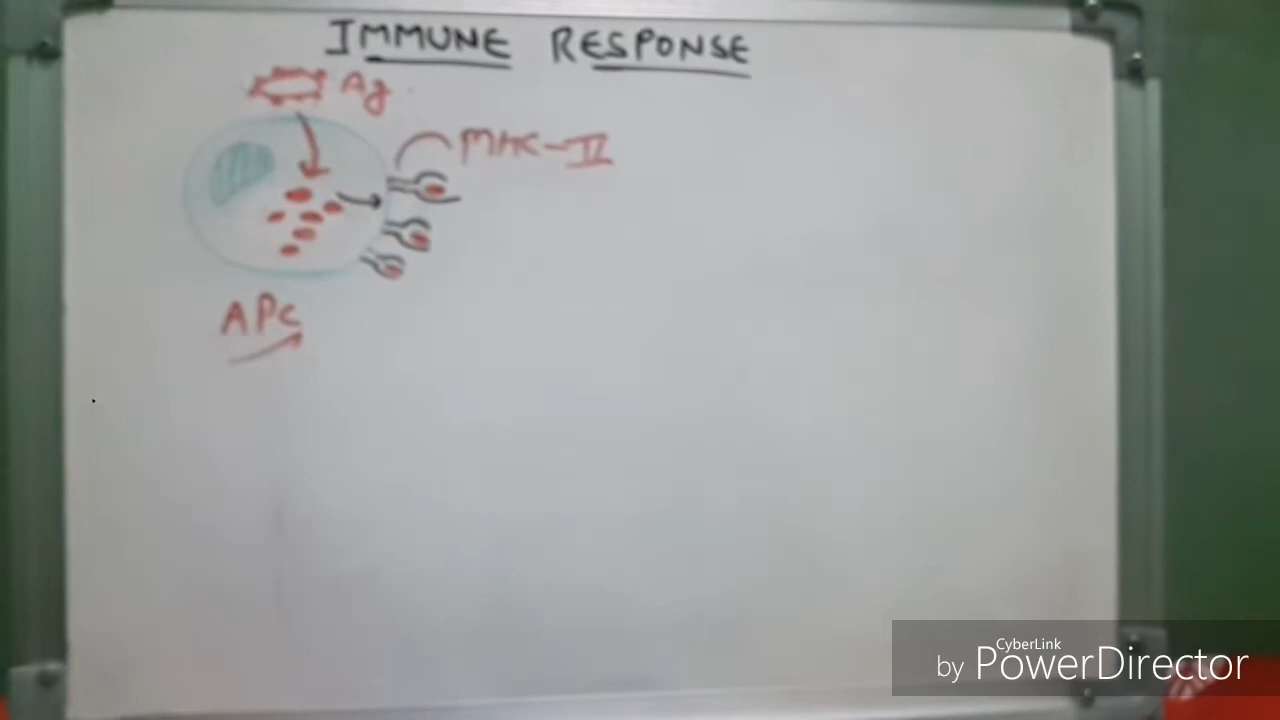 IMMUNE RESPONSE
Ag
MHC-II
APC
CyberLink
by PowerDirector